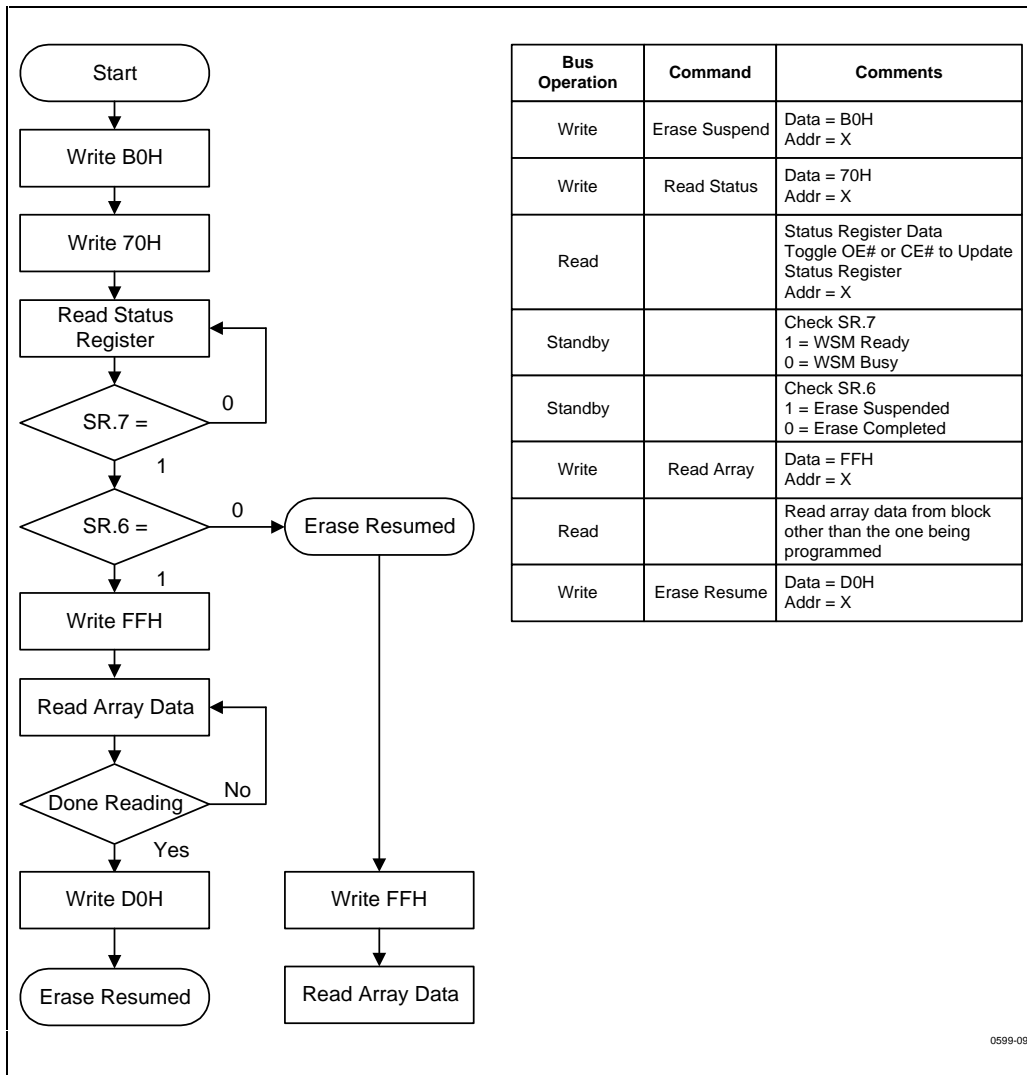 Start
Write B0H
Write 70H
Read Status
Register
SR.7 =
0
1
SR.6 =
0
Erase Resumed
1
Write FFH
Read Array Data
Done Reading
No
Yes
Write D0H
Write FFH
Erase Resumed
Read Array Data
Bus
Operation
Command
Comments
Write
Erase Suspend
Data = B0H
Addr = X
Write
Read Status
Data = 70H
Addr = X
Read
Status Register Data
Toggle OE# or CE# to Update
Status Register
Addr = X
Standby
Check SR.7
1 = WSM Ready
0 = WSM Busy
Standby
Check SR.6
1 = Erase Suspended
0 = Erase Completed
Write
Read Array
Data = FFH
Addr = X
Read
Read array data from block
other than the one being
programmed
Write
Erase Resume
Data = D0H
Addr = X
0599-09